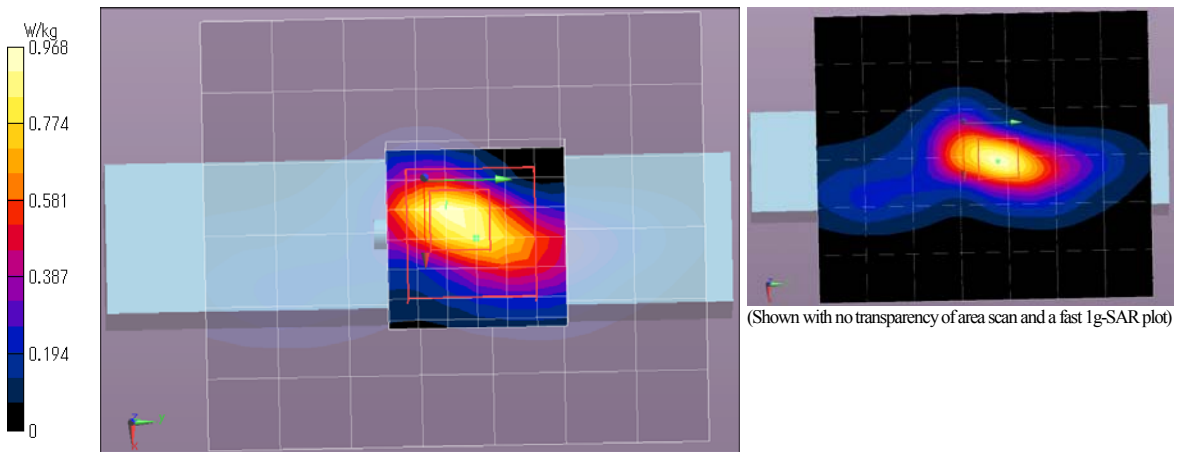 W/kg
0.968
0.774
0.581
0.387
0.194
0
(Shown with no transparency of area scan and a fast 1g-SAR plot)
z
y
x